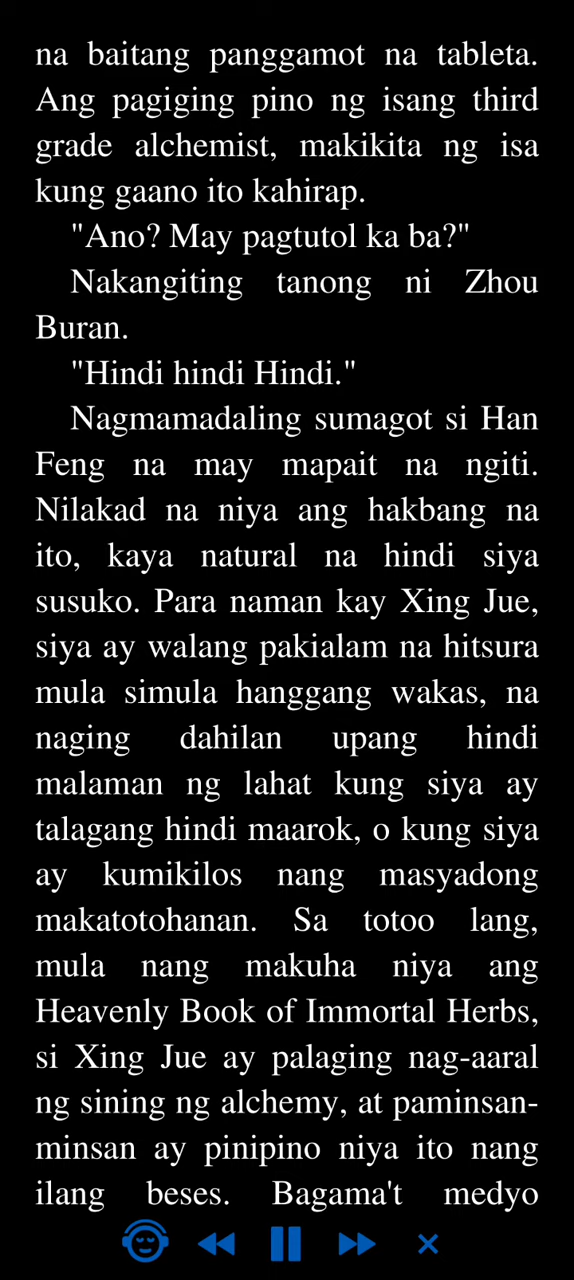 na baitang panggamot na tableta.
Ang pagiging pino ng isang third
grade alchemist, makikita ng isa
kung gaano ito kahirap.
"Ano? May pagtutol ka ba?"
Nakangiting tanong ni Zhou
Buran.
"Hindi hindi Hindi."
Nagmamadaling sumagot si Han
Feng na may mapait na ngiti.
Nilakad na niya ang hakbang na
ito, kaya natural na hindi siya
susuko. Para naman kay Xing Jue,
siya ay walang pakialam na hitsura
mula simula hanggang wakas, na
naging dahilan upang hindi
malaman ng lahat kung siya ay
talagang hindi maarok, o kung siya
ay kumikilos nang masyadong
makatotohanan. Sa totoo lang,
mula nang makuha niya ang
Heavenly Book of Immortal Herbs,
si Xing Jue ay palaging nag-aaral
ng sining ng alchemy, at paminsan-
minsan ay pinipino niya ito nang
ilang beses. Bagama't medyo